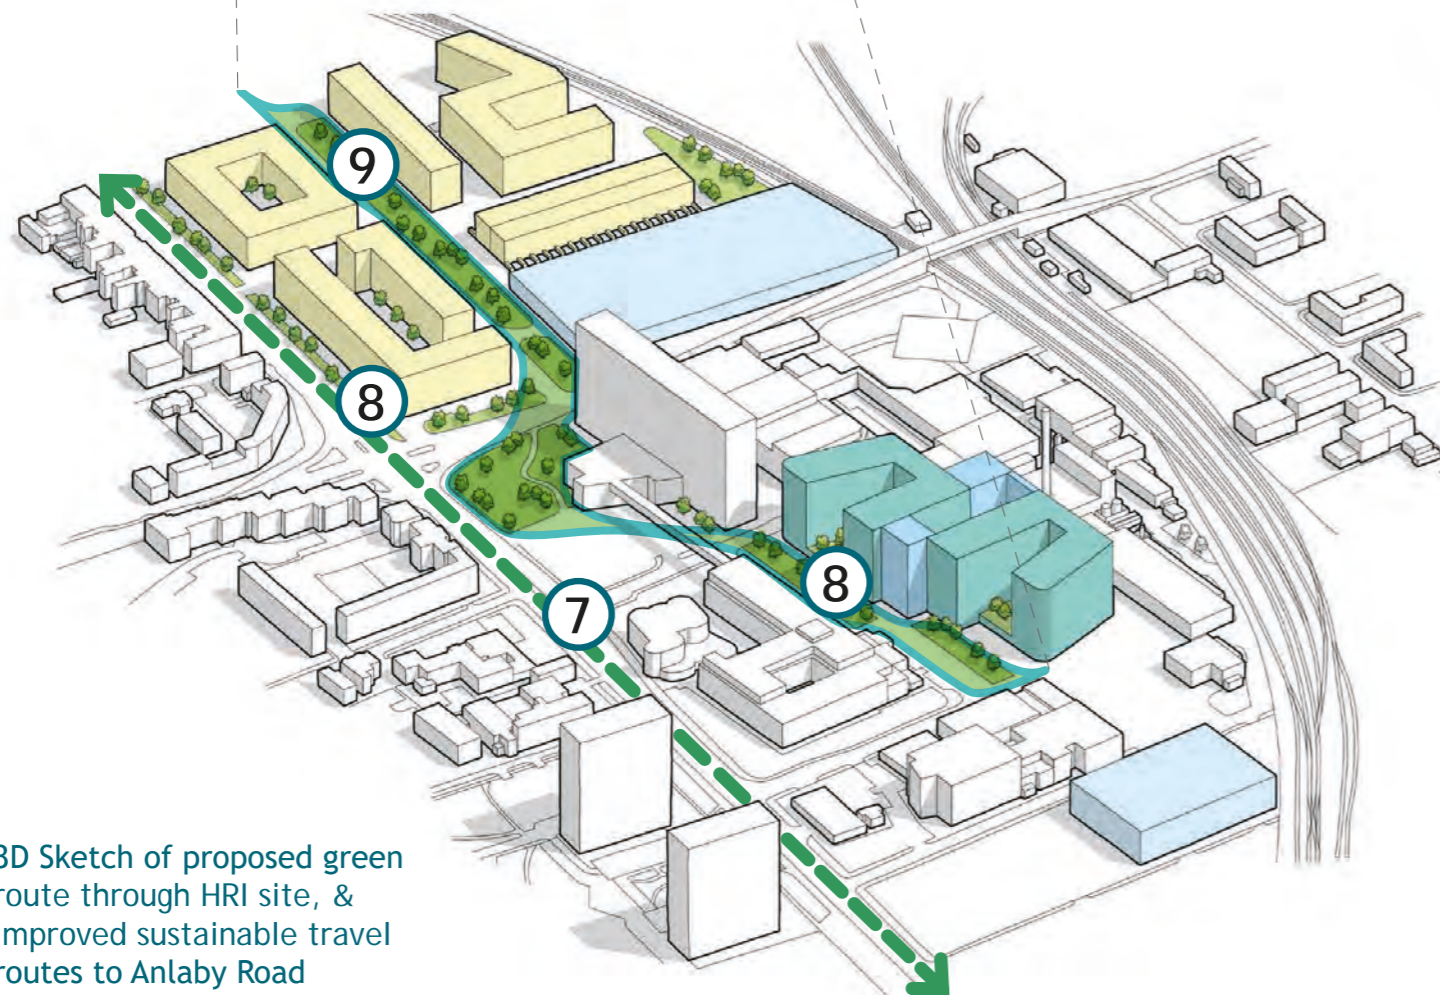 9
8
8
7
3D Sketch of proposed green
route through HRI site, &
improved sustainable travel
routes to Anlaby Road